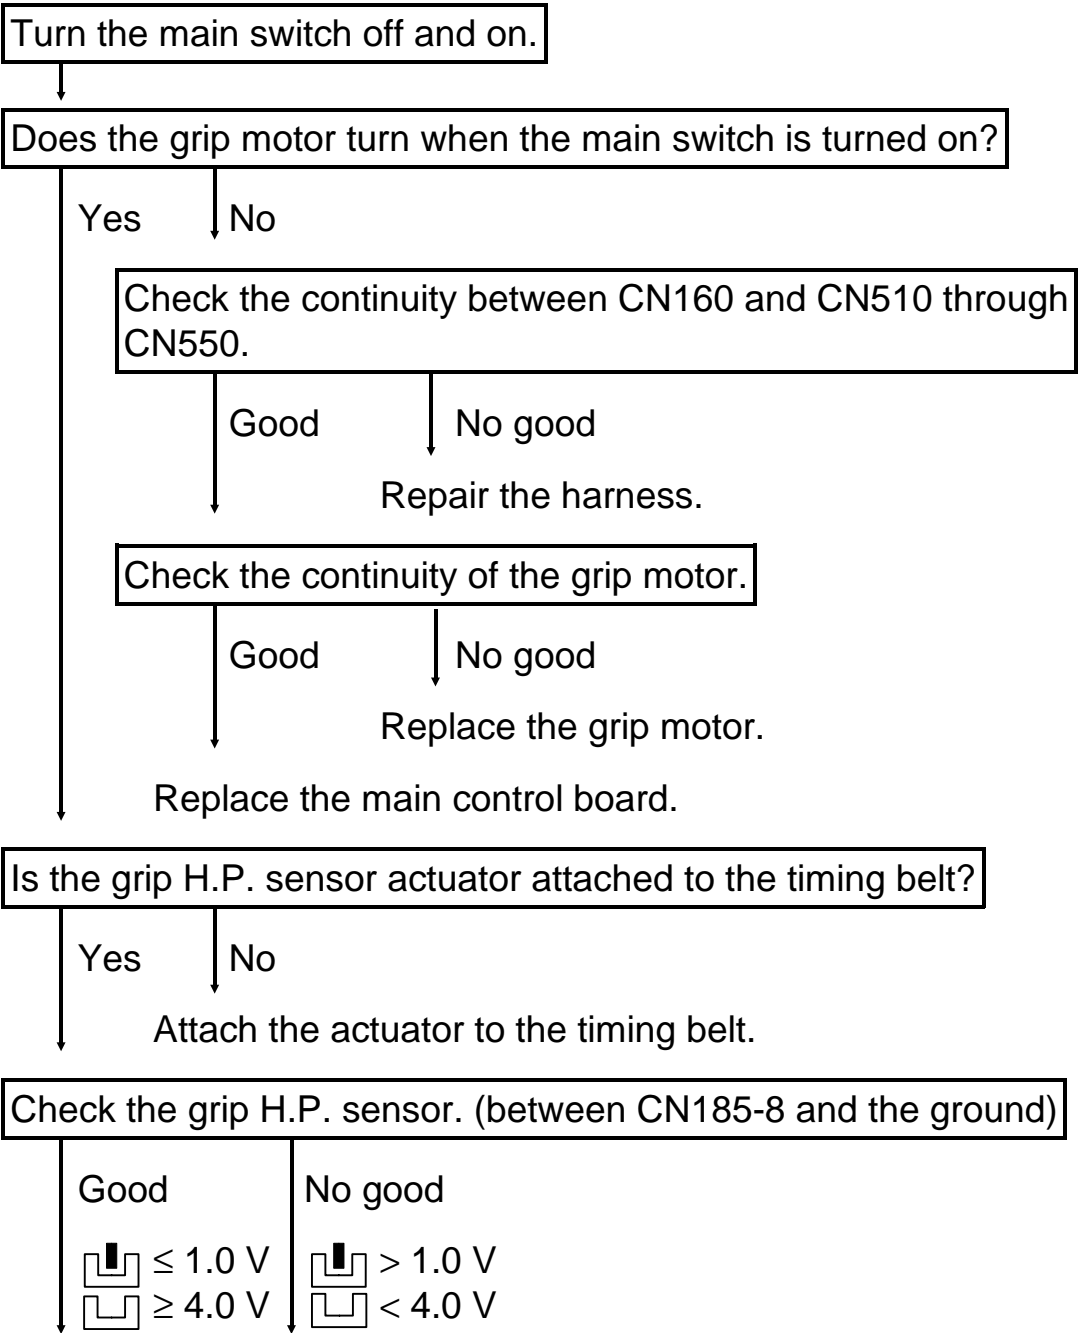 Turn the main switch off and on.
Does the grip motor turn when the main switch is turned on?
Yes No
Check the continuity between CN160 and CN510 through
CN550.
Good No good
Repair the harness.
Check the continuity of the grip motor.
Good No good
Replace the grip motor.
Replace the main control board.
Is the grip H.P. sensor actuator attached to the timing belt?
Yes No
Attach the actuator to the timing belt.
Check the grip H.P. sensor. (between CN185-8 and the ground)
Good No good
≤ 1.0 V > 1.0 V
≥ 4.0 V < 4.0 V